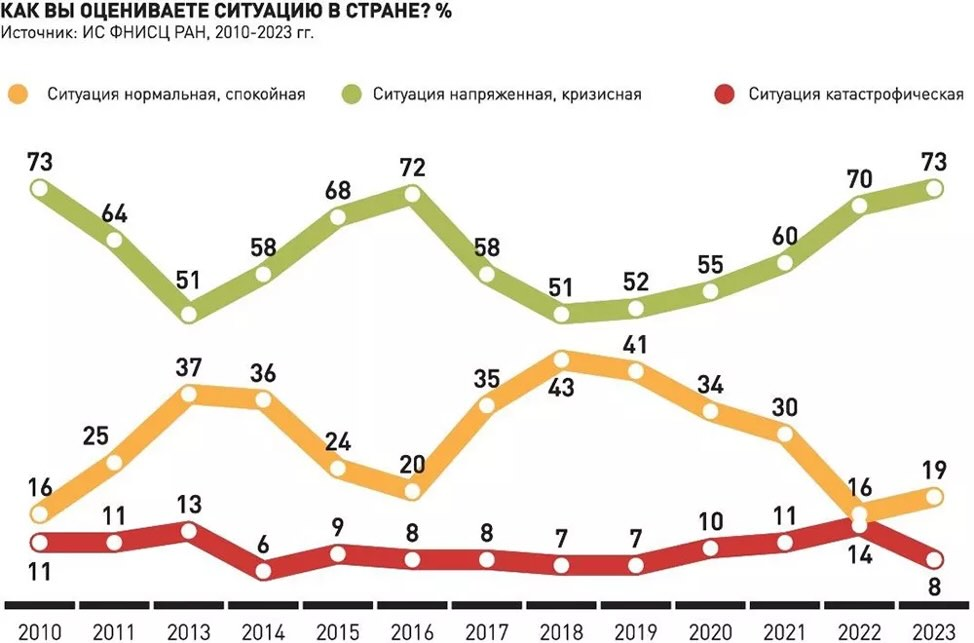 КАК ВЫ ОЦЕНИВАЕТЕ СИТУАЦИЮ В СТРАНЕ? %
Источник: ИС ФНИСЦ РАН, 2010-2023 гг.
Ситуация нормальная, спокойная Ситуация напряженная, кризисная Ситуация катастрофическая
73 64 51 58 68 72 58 51 52 55 60 70 73
16 25 37 36 24 20 35 43 41 34 30 16 19
11 11 13 6 9 8 8 7 7 10 11 14 8
2010 2011 2013 2014 2015 2016 2017 2018 2019 2020 2021 2022 2023